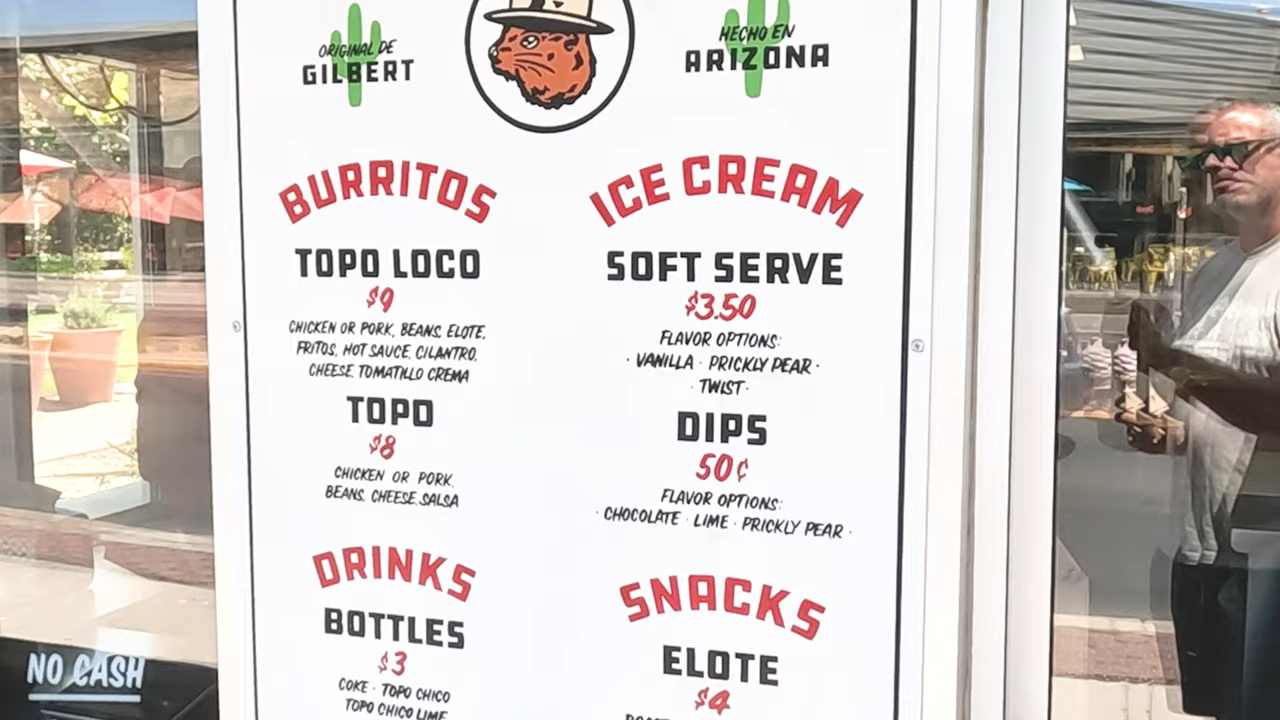 ORIGINAL DE
GILBERT
HECHO EN
ARIZONA
BURRITOS
TOPO LOCO
$9
CHICKEN OR PORK, BEANS, ELOTE,
FRITOS, HOT SAUCE, CILANTRO,
CHEESE, TOMATILLO CREMA
TOPO
$8
CHICKEN OR PORK,
BEANS, CHEESE, SALSA
DRINKS
BOTTLES
$3
COKE · TOPO CHICO
TOPO CHICO LIME
ICE CREAM
SOFT SERVE
$3.50
FLAVOR OPTIONS:
· VANILLA · PRICKLY PEAR ·
· TWIST ·
DIPS
50¢
FLAVOR OPTIONS:
· CHOCOLATE · LIME · PRICKLY PEAR ·
SNACKS
ELOTE
$4
NO CASH